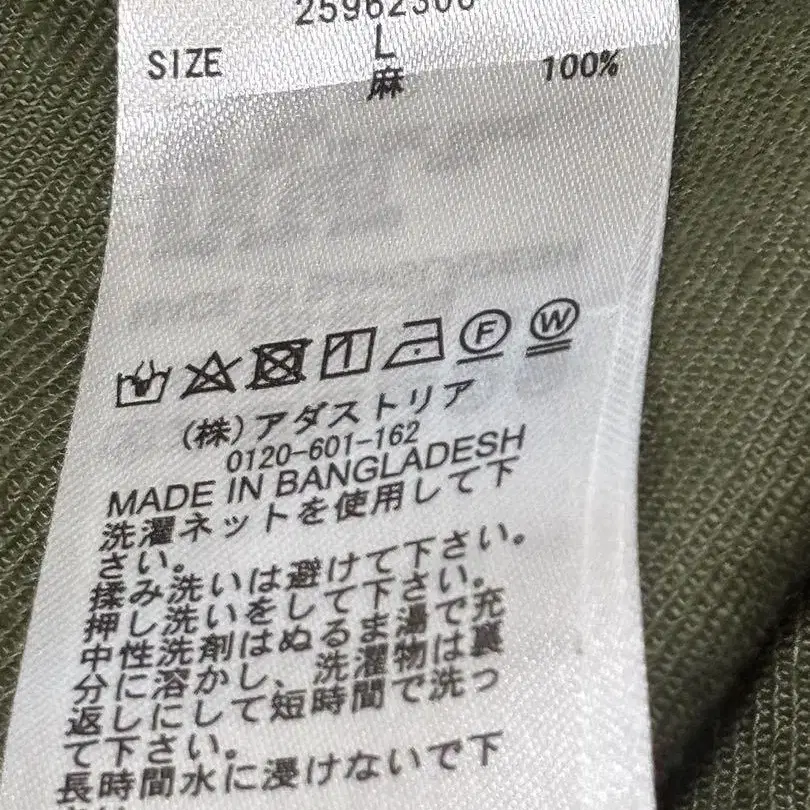 25962300
SIZE L
麻 100%
F W
(株)アダストリア
0120-601-162
MADE IN BANGLADESH
洗濯ネットを使用して下
さい。
揉み洗いは避けて下さい。
押し洗いをして下さい。
中性洗剤はぬるま湯で充
分に溶かし、洗濯物は裏
返しにして短時間で洗っ
て下さい。
長時間水に浸けないで下